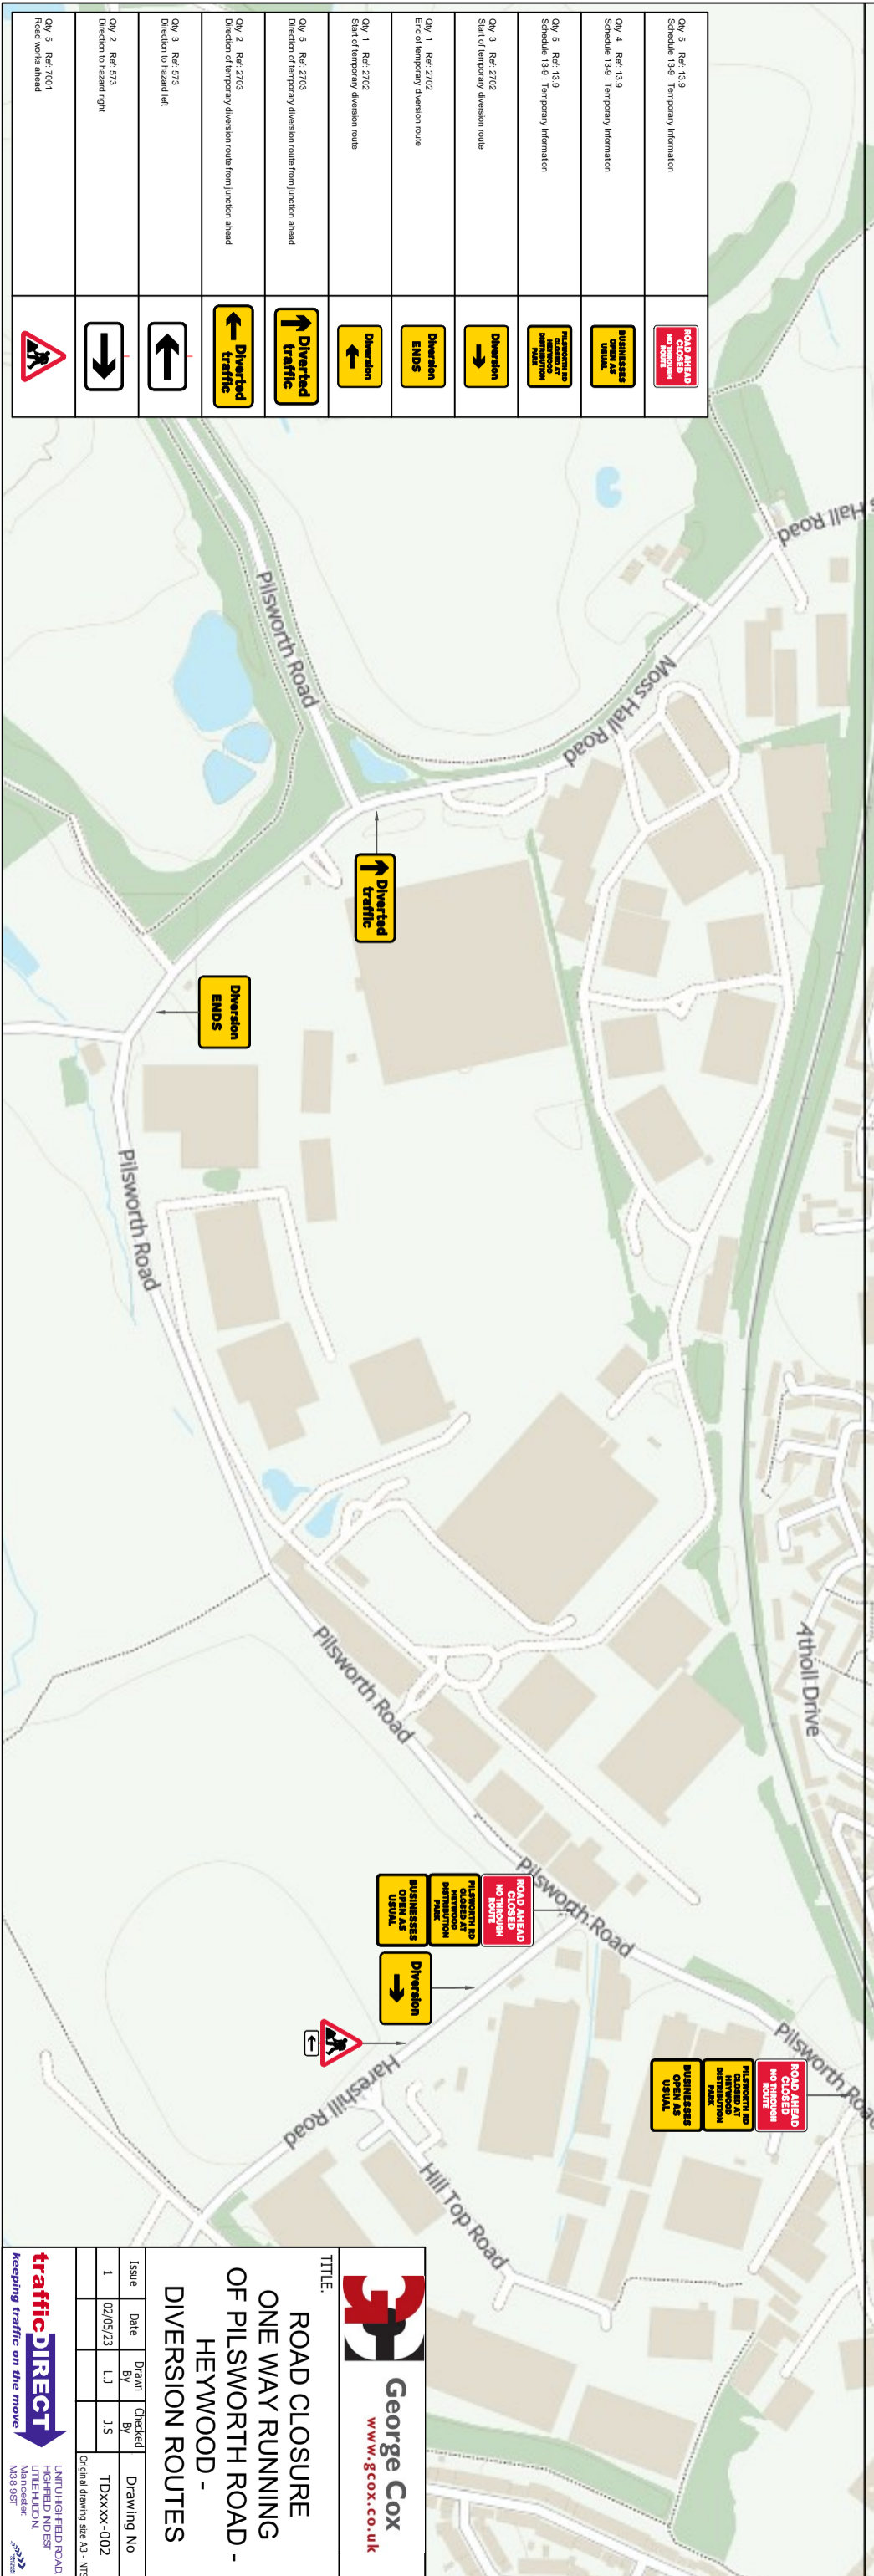 Qty: 5 Ref: 13.9
Schedule 13-9 : Temporary Information
ROAD AHEAD
CLOSED
NO THROUGH
ROUTE
Qty: 4 Ref: 13.9
Schedule 13-9 : Temporary Information
BUSINESSES
OPEN AS
USUAL
Qty: 5 Ref: 13.9
Schedule 13-9 : Temporary Information
PILSWORTH RD
CLOSED AT
HEYWOOD
DISTRIBUTION
PARK
Qty: 3 Ref: 2702
Start of temporary diversion route
Diversion
Qty: 1 Ref: 2702
End of temporary diversion route
Diversion
ENDS
Qty: 1 Ref: 2702
Start of temporary diversion route
Diversion
Qty: 5 Ref: 2703
Direction of temporary diversion route from junction ahead
Diverted
traffic
Qty: 2 Ref: 2703
Direction of temporary diversion route from junction ahead
Diverted
traffic
Qty: 3 Ref: 573
Direction to hazard left
Qty: 2 Ref: 573
Direction to hazard right
Qty: 5 Ref: 7001
Road works ahead
Hall Road
Moss Hall Road
Pilsworth Road
Diverted
traffic
Diversion
ENDS
Pilsworth Road
Atholl Drive
Pilsworth Road
Pilsworth Road
ROAD AHEAD
CLOSED
NO THROUGH
ROUTE
PILSWORTH RD
CLOSED AT
HEYWOOD
DISTRIBUTION
PARK
BUSINESSES
OPEN AS
USUAL
Diversion
Pilsworth Road
ROAD AHEAD
CLOSED
NO THROUGH
ROUTE
PILSWORTH RD
CLOSED AT
HEYWOOD
DISTRIBUTION
PARK
BUSINESSES
OPEN AS
USUAL
Hareshill Road
Hill Top Road
George Cox
www.gcox.co.uk
TITLE.
ROAD CLOSURE
ONE WAY RUNNING
OF PILSWORTH ROAD -
HEYWOOD -
DIVERSION ROUTES
Issue Date Drawn By Checked By Drawing No
1 02/05/23 L.J J.S TDxxxx-002
Original drawing size A3 - NTS
trafficDIRECT
keeping traffic on the move
UNIT U HIGHFIELD ROAD,
HIGHFIELD IND EST
LITTLE HULTON,
Manchester.
M38 9ST